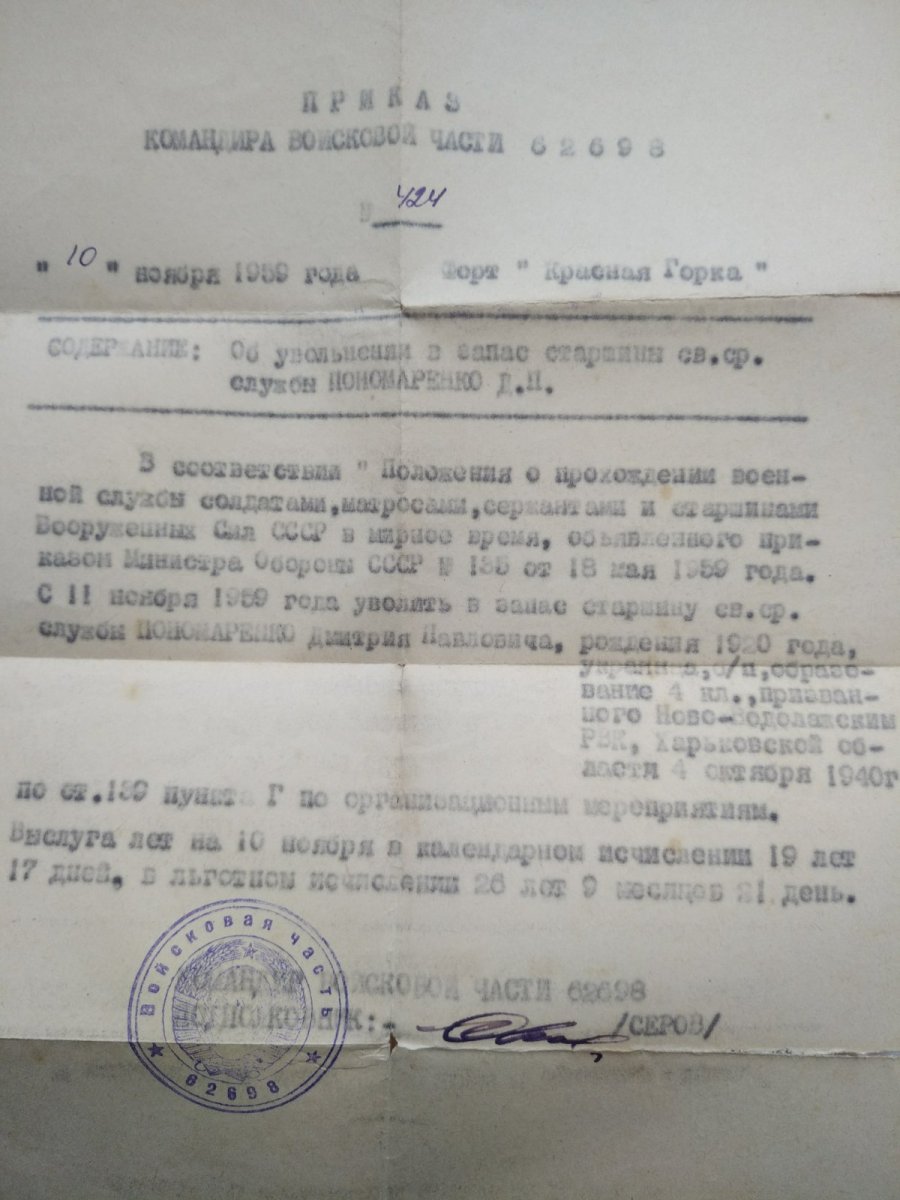 ПРИКАЗ
КОМАНДИРА ВОЙСКОВОЙ ЧАСТИ 62698
№ 424
" 10 " ноября 1959 года Форт " Красная Горка "
СОДЕРЖАНИЕ: Об увольнении в запас старшины св.ср.
службы ПОНОМАРЕНКО Д.П.
В соответствии " Положения о прохождении воен-
ной службы солдатами,матросами,сержантами и старшинами
Вооруженных Сил СССР в мирное время, объявленного при-
казом Министра Обороны СССР № 135 от 18 мая 1959 года.
С 11 ноября 1959 года уволить в запас старшину св.ср.
службы ПОНОМАРЕНКО Дмитрия Павловича, рождения 1920 года,
украинца,б/п,образо-
вание 4 кл.,призван-
ного Ново-Водолажским
РВК, Харьковской об-
ласти 4 октября 1940г
по ст.139 пункта Г по организационным мероприятиям.
Выслуга лет на 10 ноября в календарном исчислении 19 лет
17 дней, в льготном исчислении 26 лет 9 месяцев 21 день.
КОМАНДИР ВОЙСКОВОЙ ЧАСТИ 62698
ПОДПОЛКОВНИК:- /СЕРОВ/
Войсковая часть
62698